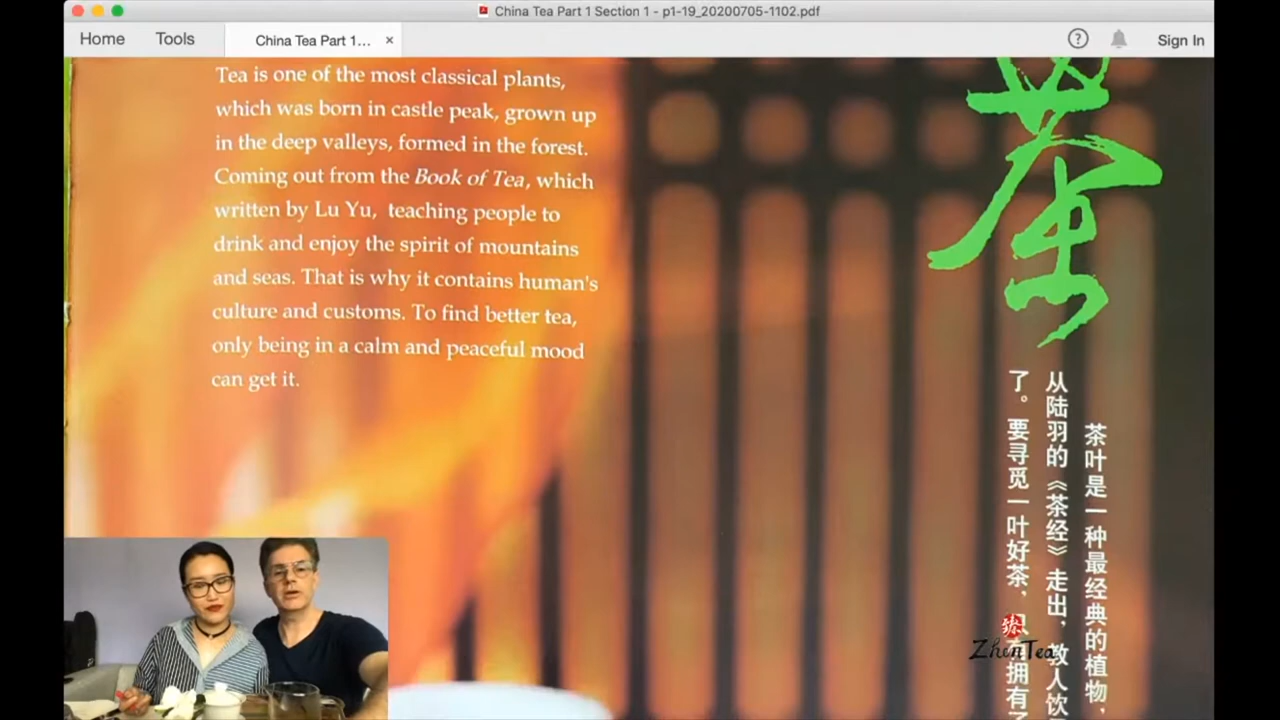 China Tea Part 1 Section 1 - p1-19_20200705-1102.pdf
Home Tools China Tea Part 1... × ? Sign In
Tea is one of the most classical plants,
which was born in castle peak, grown up
in the deep valleys, formed in the forest.
Coming out from the Book of Tea, which
written by Lu Yu, teaching people to
drink and enjoy the spirit of mountains
and seas. That is why it contains human's
culture and customs. To find better tea,
only being in a calm and peaceful mood
can get it.
茶
茶叶是一种最经典的植物，
从陆羽的《茶经》走出，教人饮
了。要寻觅一叶好茶，拥有
臻
ZhenTea